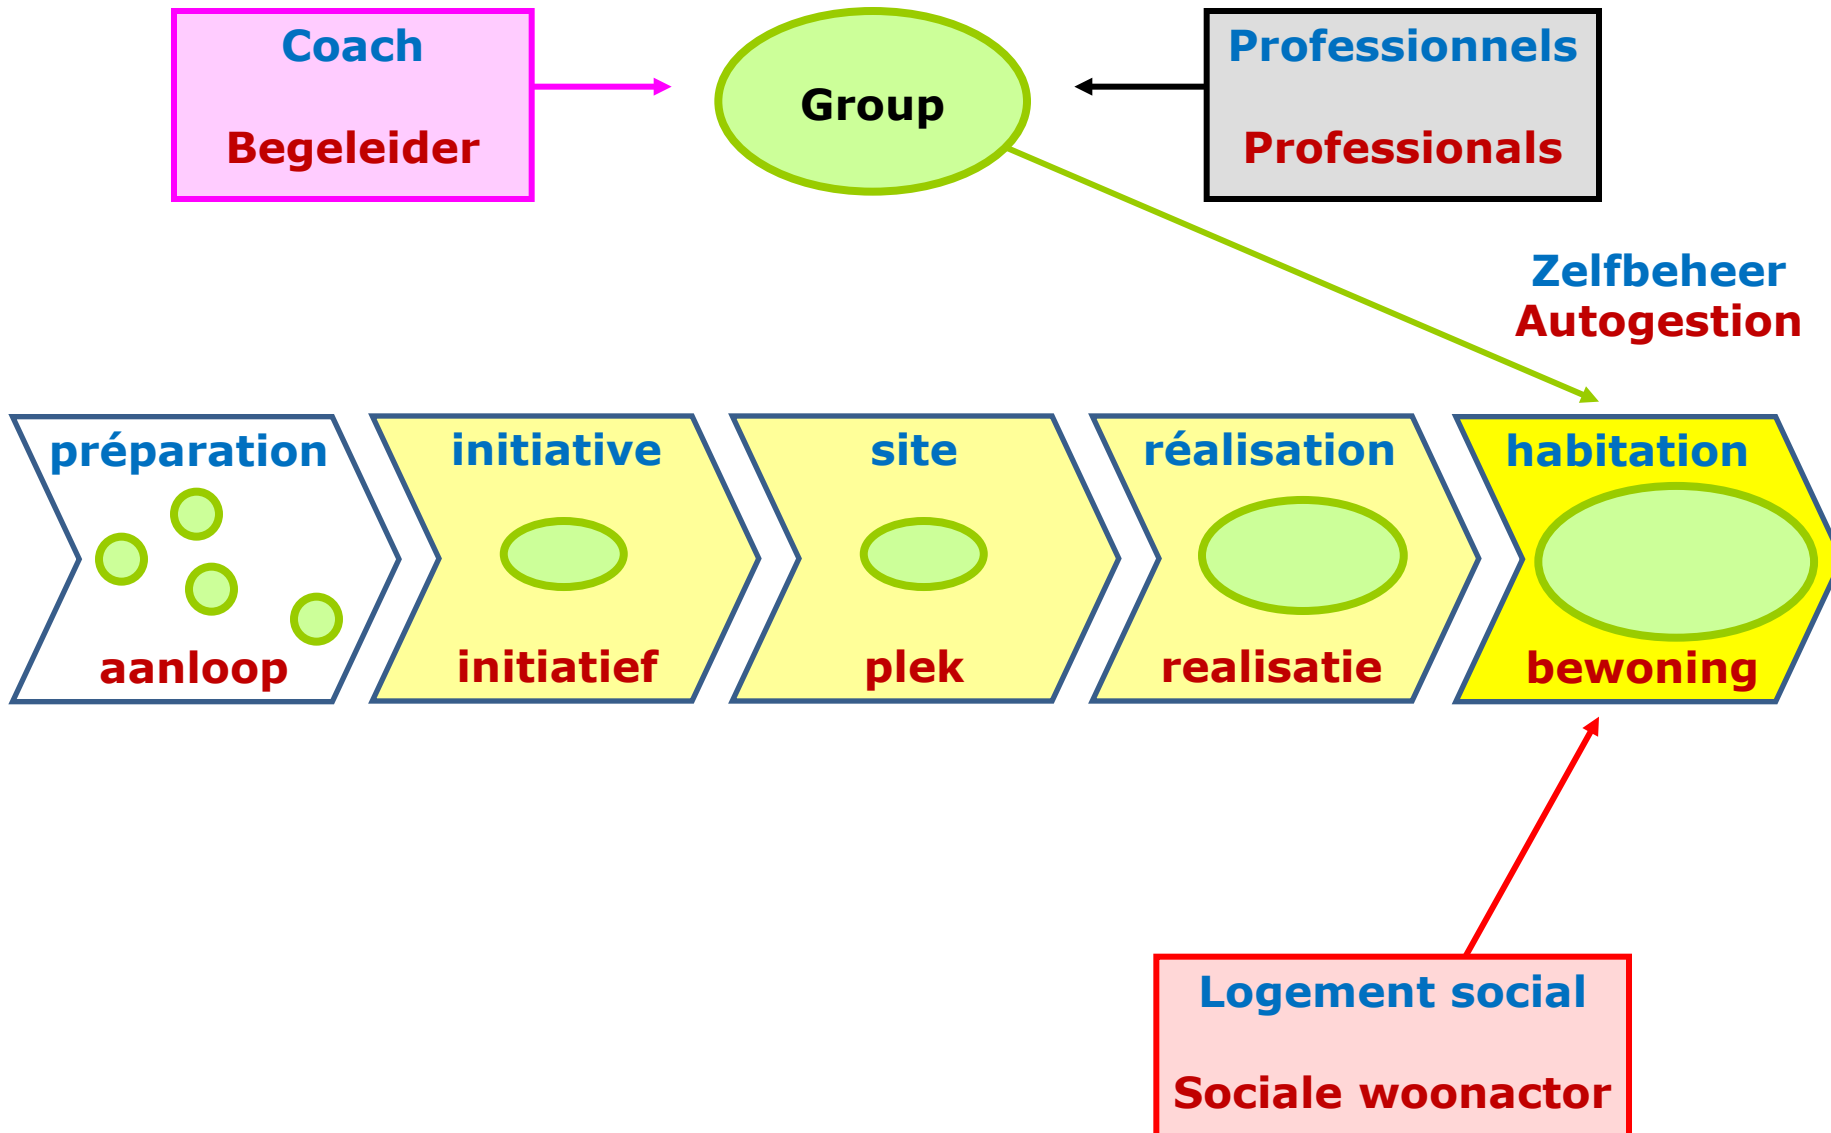 Coach
Begeleider
Group
Professionnels
Professionals
Zelfbeheer
Autogestion
préparation
aanloop
initiative
initiatief
site
plek
réalisation
realisatie
habitation
bewoning
Logement social
Sociale woonactor